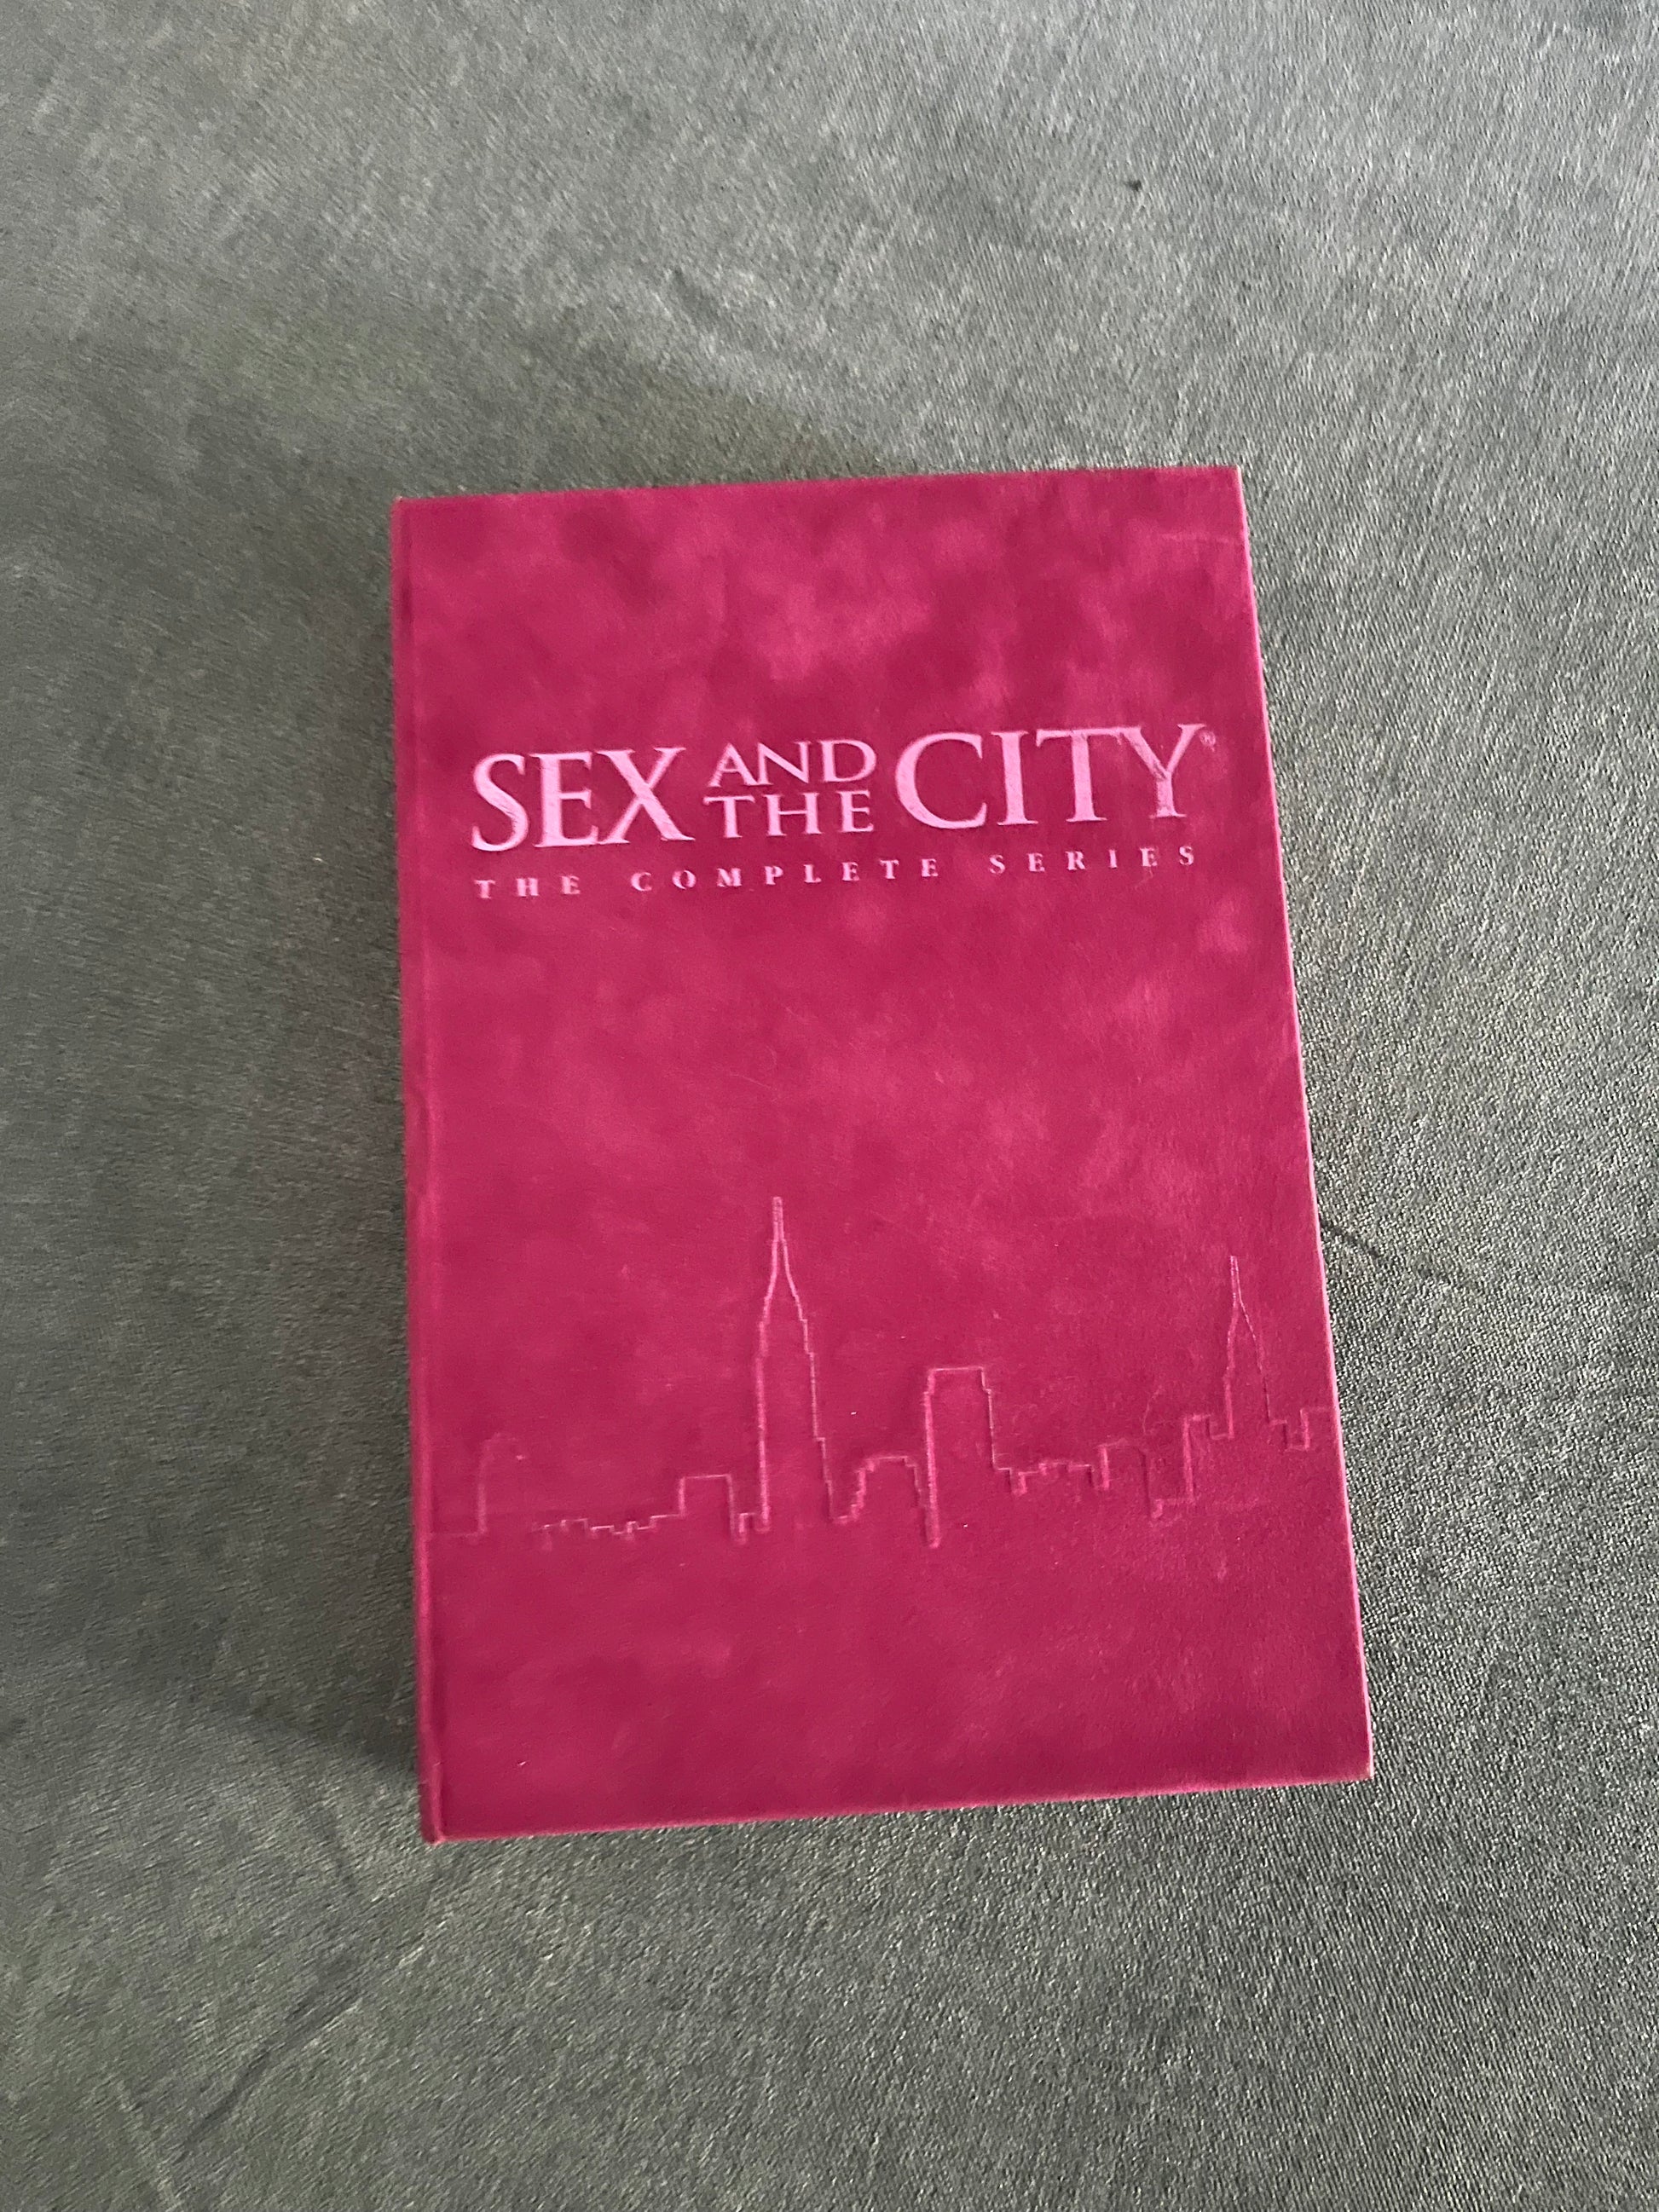 SEX AND THE CITY®
THE COMPLETE SERIES